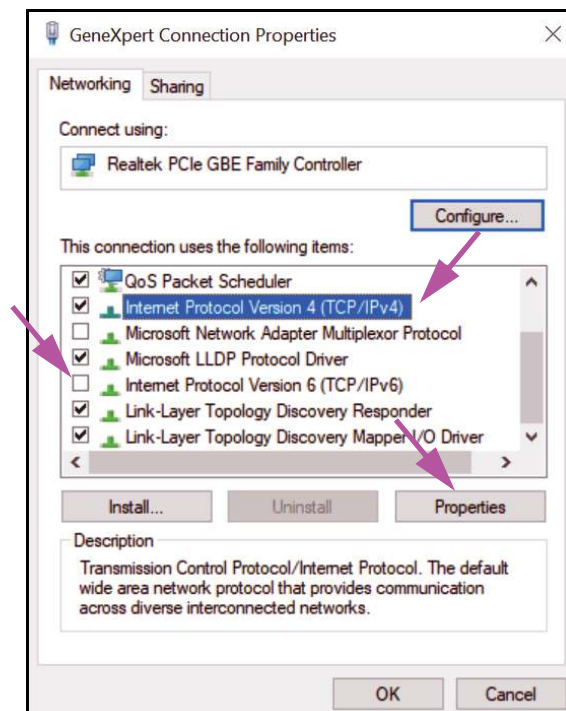 GeneXpert Connection Properties
Networking
Sharing
Connect using:
Realtek PCIe GBE Family Controller
Configure...
This connection uses the following items:
QoS Packet Scheduler
Internet Protocol Version 4 (TCP/IPv4)
Microsoft Network Adapter Multiplexor Protocol
Microsoft LLDP Protocol Driver
Internet Protocol Version 6 (TCP/IPv6)
Link-Layer Topology Discovery Responder
Link-Layer Topology Discovery Mapper I/O Driver
Install...
Uninstall
Properties
Description
Transmission Control Protocol/Internet Protocol. The default
wide area network protocol that provides communication
across diverse interconnected networks.
OK
Cancel